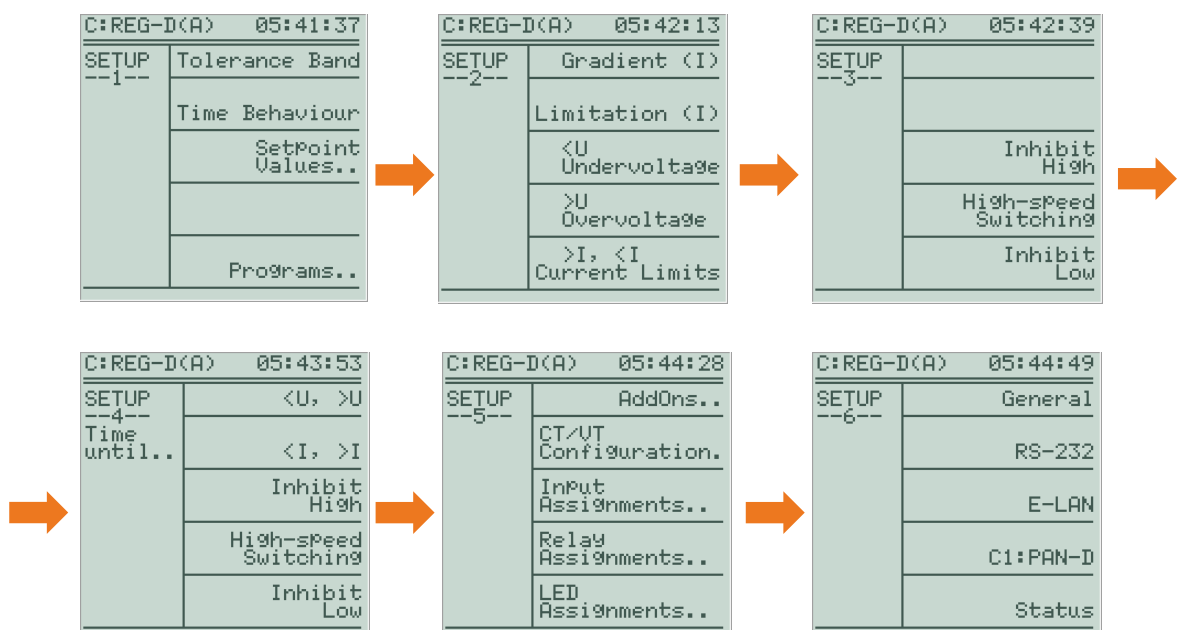 C:REG-D(A) 05:41:37
SETUP
--1--
Tolerance Band
Time Behaviour
Setpoint
Values..
Programs..
C:REG-D(A) 05:42:13
SETUP
--2--
Gradient (I)
Limitation (I)
<U
Undervoltage
>U
Overvoltage
>I, <I
Current Limits
C:REG-D(A) 05:42:39
SETUP
--3--
Inhibit
High
High-speed
Switching
Inhibit
Low
C:REG-D(A) 05:43:53
SETUP
--4--
Time
until..
<U, >U
<I, >I
Inhibit
High
High-speed
Switching
Inhibit
Low
C:REG-D(A) 05:44:28
SETUP
--5--
AddOns..
CT/VT
Configuration.
Input
Assignments..
Relay
Assignments..
LED
Assignments..
C:REG-D(A) 05:44:49
SETUP
--6--
General
RS-232
E-LAN
C1:PAN-D
Status